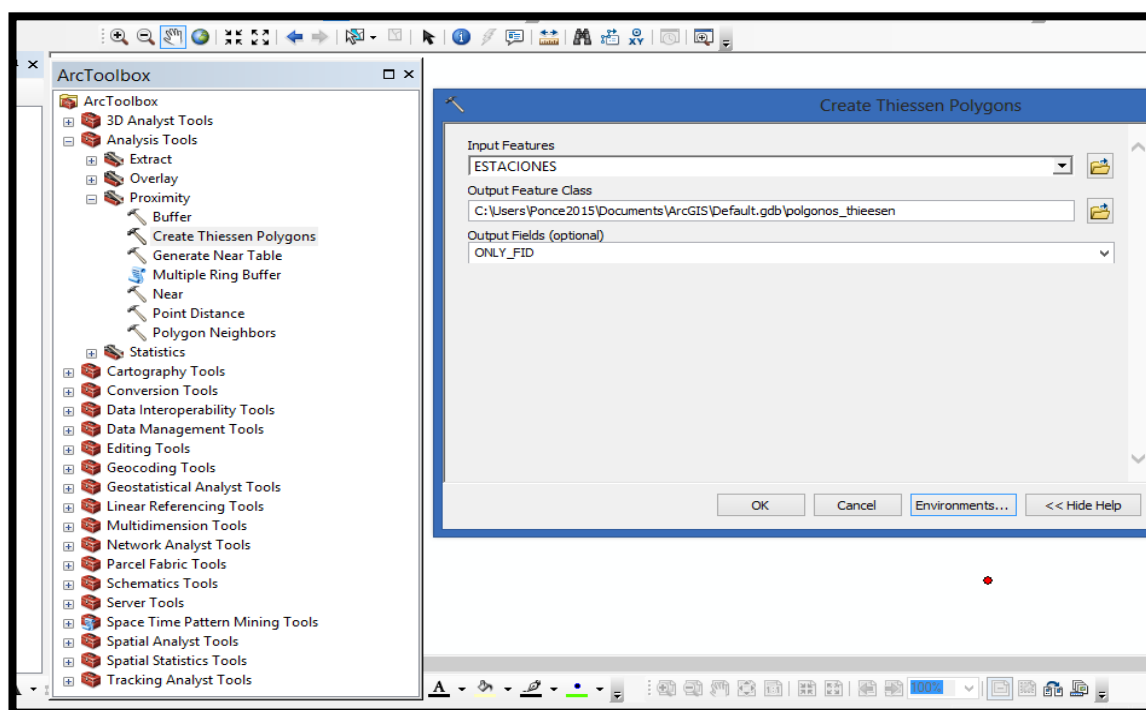 ArcToolbox
ArcToolbox
3D Analyst Tools
Analysis Tools
Extract
Overlay
Proximity
Buffer
Create Thiessen Polygons
Generate Near Table
Multiple Ring Buffer
Near
Point Distance
Polygon Neighbors
Statistics
Cartography Tools
Conversion Tools
Data Interoperability Tools
Data Management Tools
Editing Tools
Geocoding Tools
Geostatistical Analyst Tools
Linear Referencing Tools
Multidimension Tools
Network Analyst Tools
Parcel Fabric Tools
Schematics Tools
Server Tools
Space Time Pattern Mining Tools
Spatial Analyst Tools
Spatial Statistics Tools
Tracking Analyst Tools
Create Thiessen Polygons
Input Features
ESTACIONES
Output Feature Class
C:\Users\Ponce2015\Documents\ArcGIS\Default.gdb\polgonos_thieesen
Output Fields (optional)
ONLY_FID
OK Cancel Environments... << Hide Help
A 100%